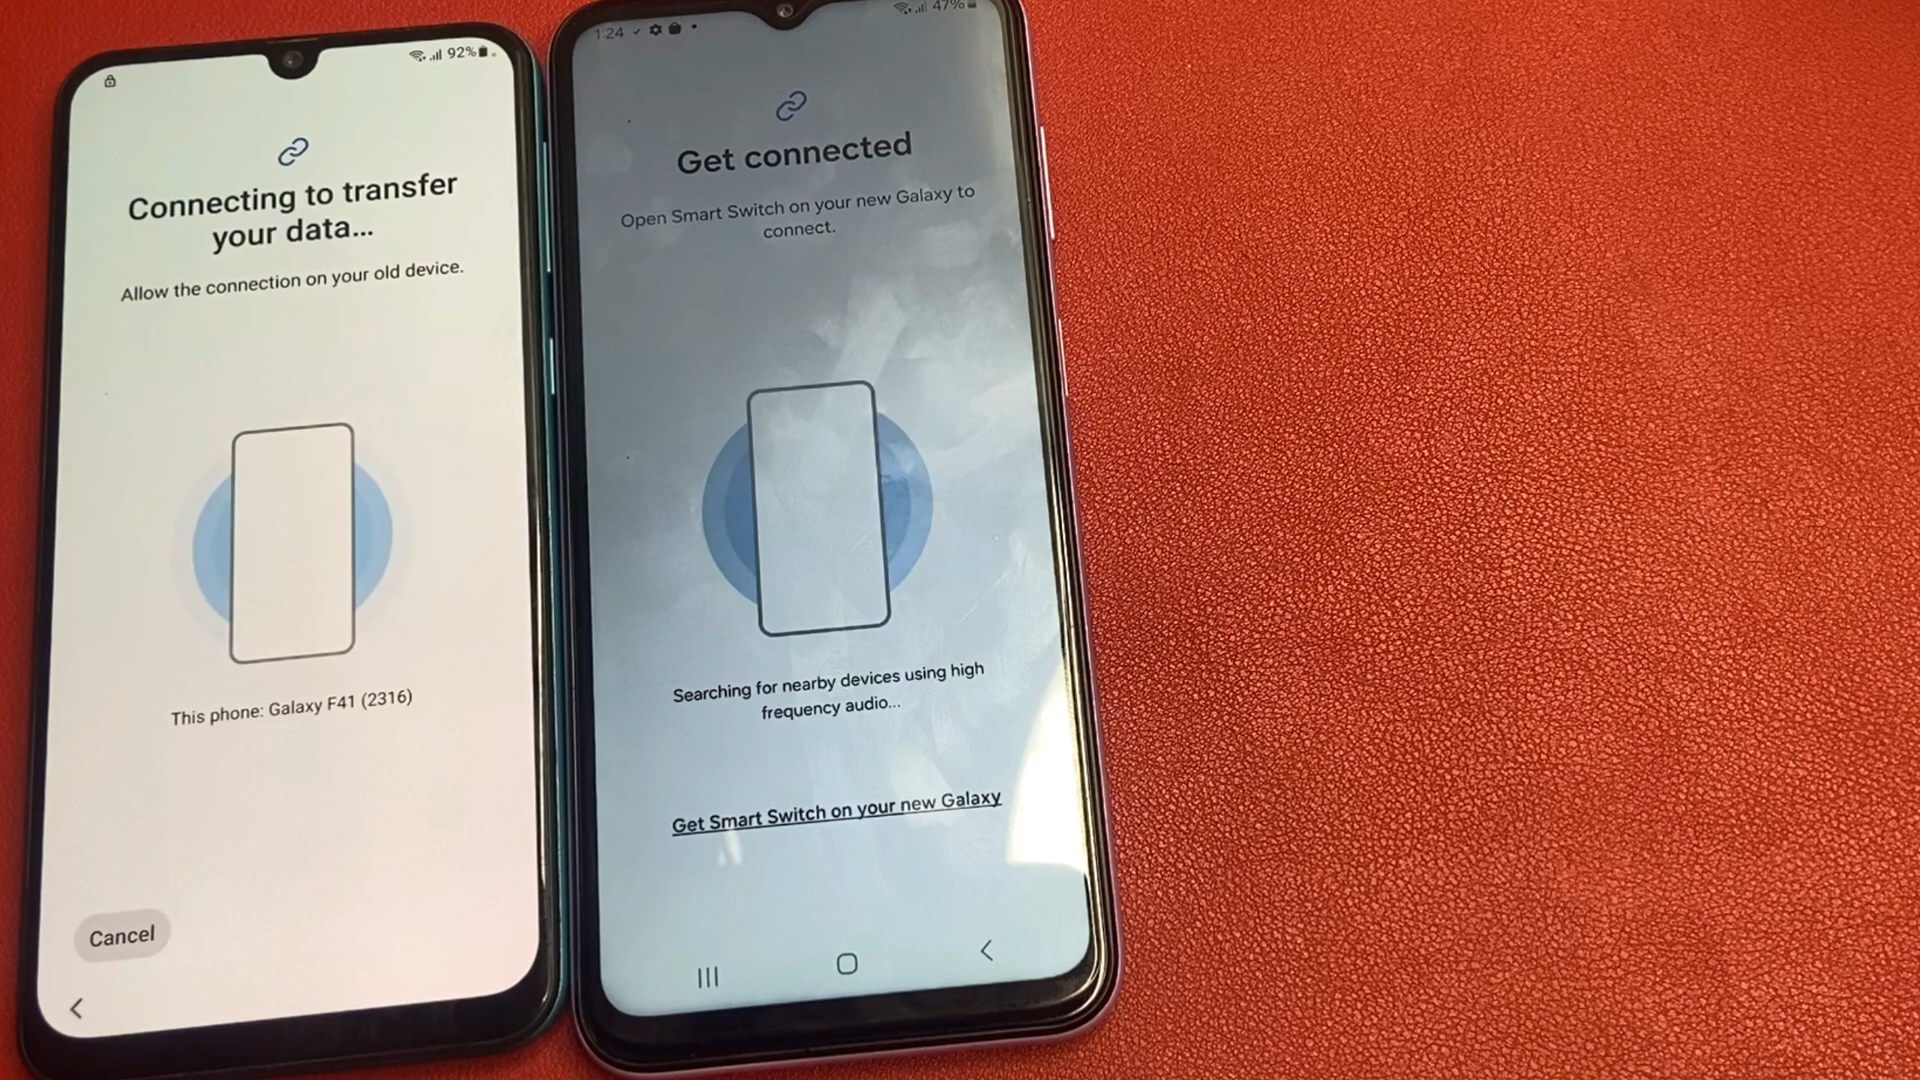 92%
Connecting to transfer
your data...
Allow the connection on your old device.
This phone: Galaxy F41 (2316)
Cancel
1:24
47%
Get connected
Open Smart Switch on your new Galaxy to
connect.
Searching for nearby devices using high
frequency audio...
Get Smart Switch on your new Galaxy